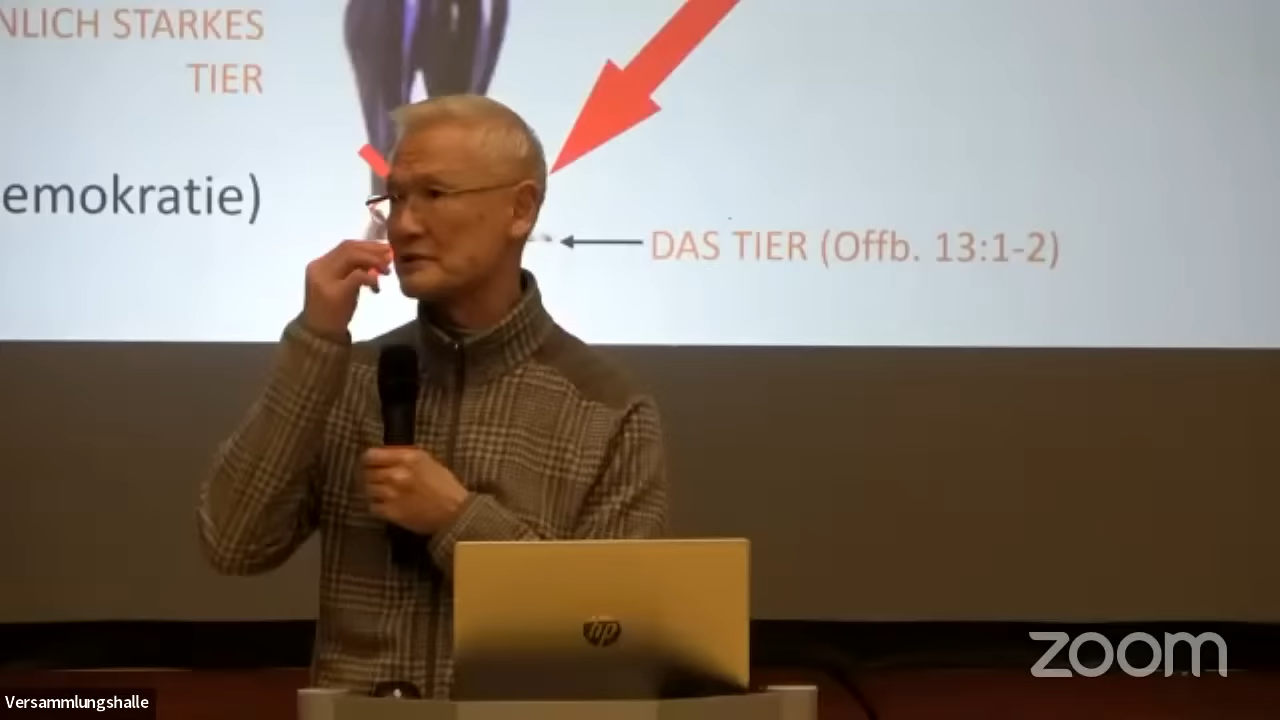 NLICH STARKES
TIER
emokratie)
DAS TIER (Offb. 13:1-2)
hp
zoom
Versammlungshalle